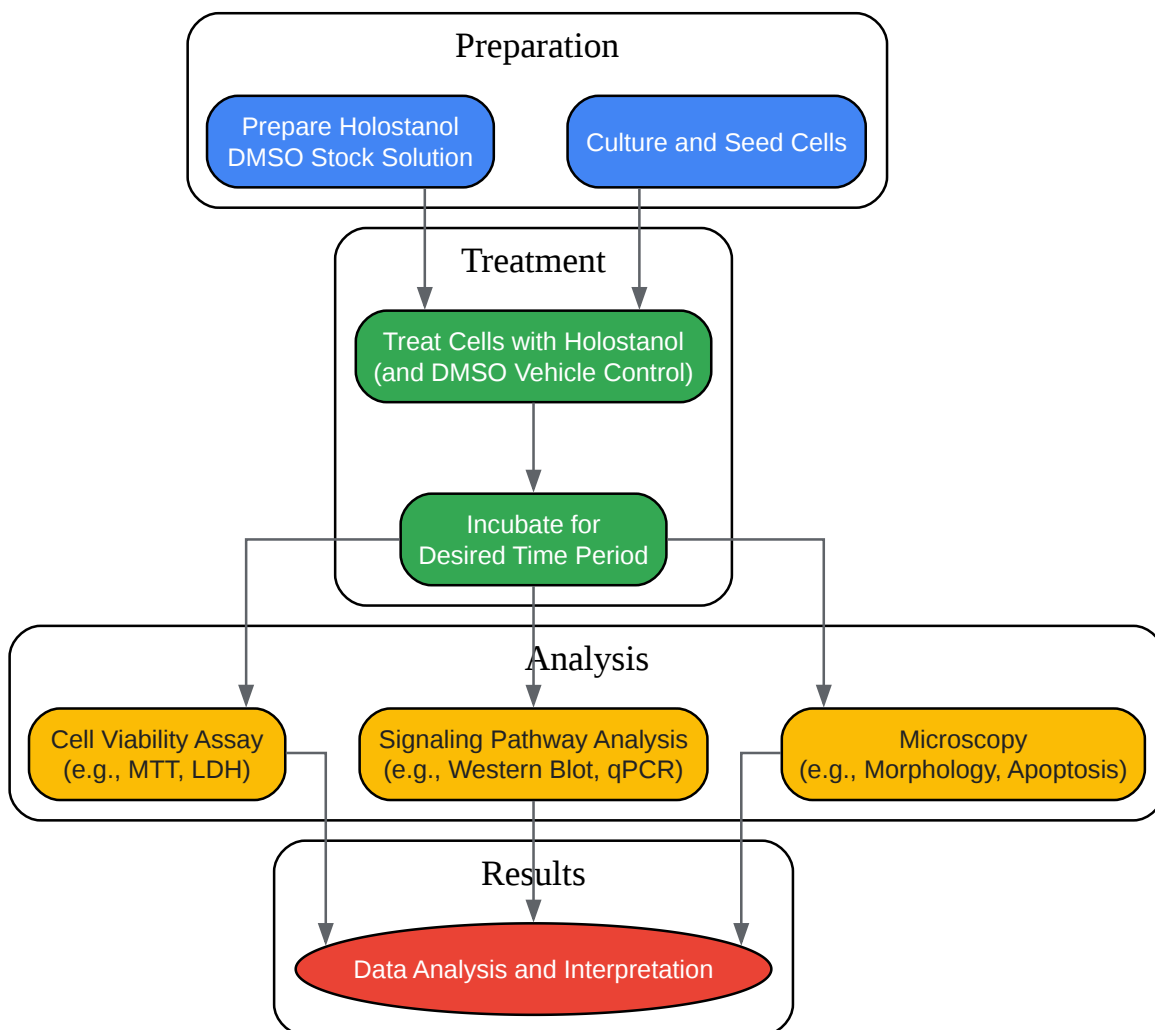 Preparation
Prepare Holostanol
DMSO Stock Solution
Culture and Seed Cells
Treatment
Treat Cells with Holostanol
(and DMSO Vehicle Control)
Incubate for
Desired Time Period
Analysis
Cell Viability Assay
(e.g., MTT, LDH)
Signaling Pathway Analysis
(e.g., Western Blot, qPCR)
Microscopy
(e.g., Morphology, Apoptosis)
Results
Data Analysis and Interpretation